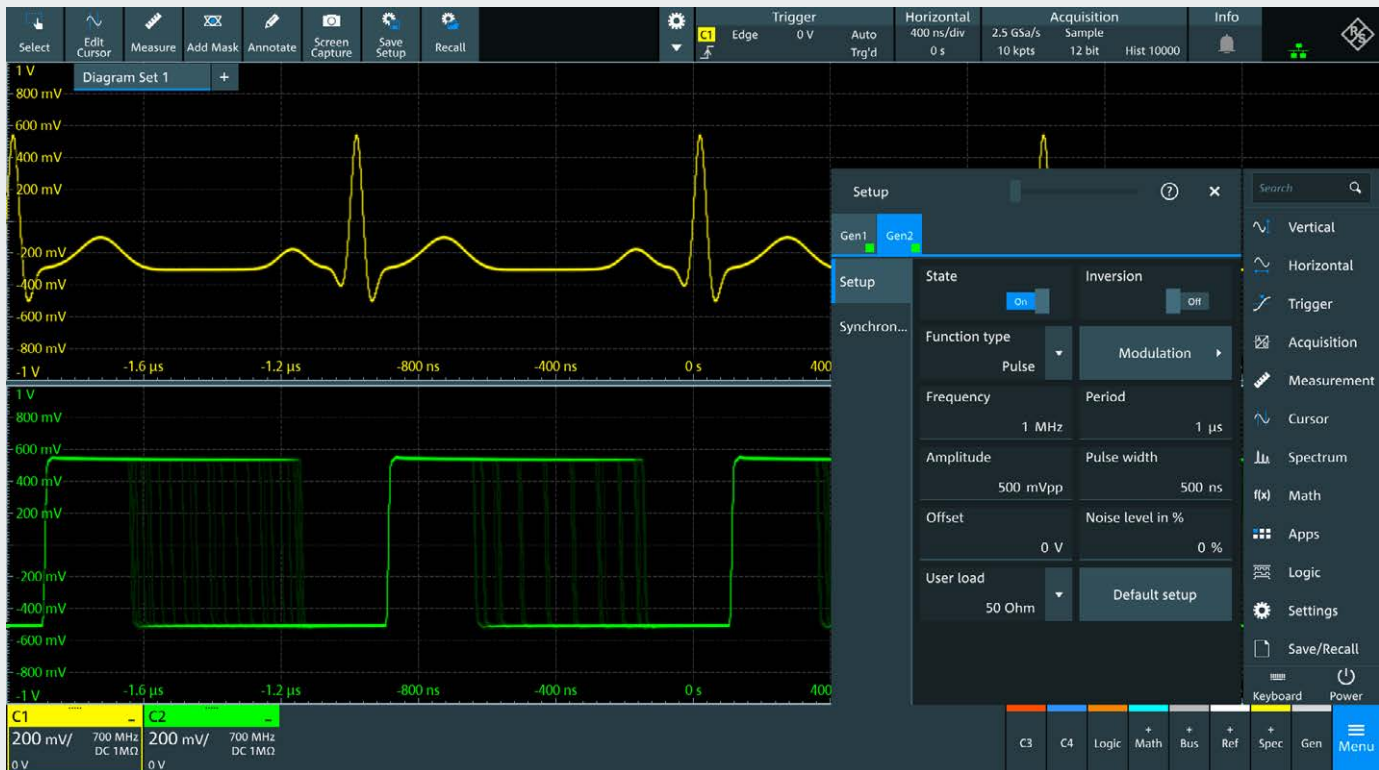 Select
Edit
Cursor
Measure
Add Mask
Annotate
Screen
Capture
Save
Setup
Recall
Trigger
C1 Edge 0 V Auto
Trg'd
Horizontal
400 ns/div
0 s
Acquisition
2.5 GSa/s Sample
10 kpts 12 bit Hist 10000
Info
R&S
Diagram Set 1 +
1 V
800 mV
600 mV
400 mV
200 mV
-200 mV
-400 mV
-600 mV
-800 mV
-1 V
-1.6 µs -1.2 µs -800 ns -400 ns 0 s 400
1 V
800 mV
600 mV
400 mV
200 mV
-200 mV
-400 mV
-600 mV
-800 mV
-1 V
-1.6 µs -1.2 µs -800 ns -400 ns 0 s 400
Setup ? ×
Gen1 Gen2
Setup
Synchron...
State
On
Inversion
Off
Function type
Pulse
Modulation
Frequency
1 MHz
Period
1 µs
Amplitude
500 mVpp
Pulse width
500 ns
Offset
0 V
Noise level in %
0 %
User load
50 Ohm
Default setup
Search
Vertical
Horizontal
Trigger
Acquisition
Measurement
Cursor
Spectrum
f(x) Math
Apps
Logic
Settings
Save/Recall
Keyboard Power
C1
200 mV/ 700 MHz
DC 1MΩ
0 V
C2
200 mV/ 700 MHz
DC 1MΩ
0 V
C3
C4
Logic
+
Math
+
Bus
+
Ref
+
Spec
Gen
Menu